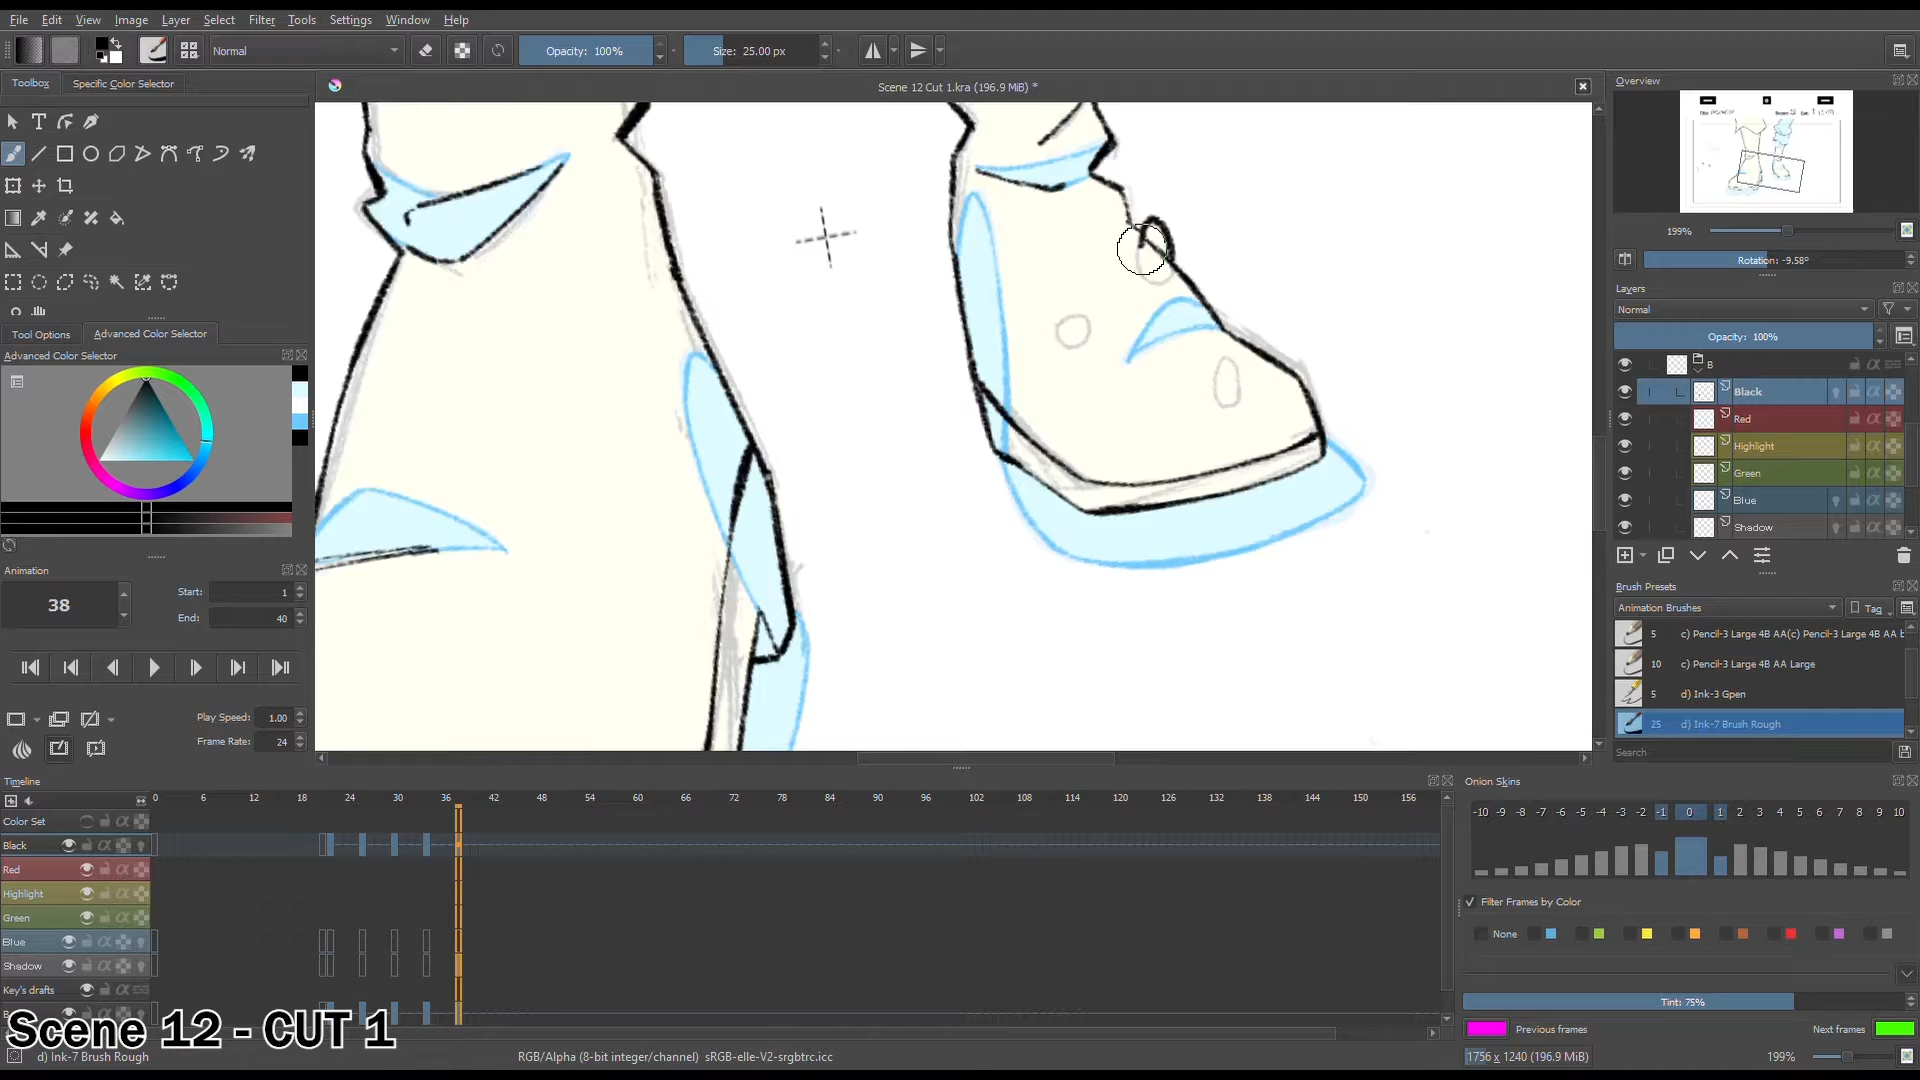 File Edit View Image Layer Select Filter Tools Settings Window Help
Normal Opacity: 100% Size: 25.00 px
Toolbox Specific Color Selector Scene 12 Cut 1.kra (196.9 MiB) * Overview
199%
Rotation: -9.58°
Layers
Normal
Tool Options Advanced Color Selector
Opacity: 100%
Advanced Color Selector
B
Black
Red
Highlight
Green
Blue
Shadow
Animation
38 Start: 1
End: 40
Brush Presets
Animation Brushes Tag
5 c) Pencil-3 Large 4B AA(c) Pencil-3 Large 4B AA b
10 c) Pencil-3 Large 4B AA Large
5 d) Ink-3 Gpen
25 d) Ink-7 Brush Rough
Search
Play Speed: 1.00
Frame Rate: 24
Timeline
0 6 12 18 24 30 36 42 48 54 60 66 72 78 84 90 96 102 108 114 120 126 132 138 144 150 156
Color Set
Black
Red
Highlight
Green
Blue
Shadow
Key's drafts
Onion Skins
-10 -9 -8 -7 -6 -5 -4 -3 -2 -1 0 1 2 3 4 5 6 7 8 9 10
Filter Frames by Color
None
Tint: 75%
Previous frames Next frames
Scene 12 - CUT 1
d) Ink-7 Brush Rough RGB/Alpha (8-bit integer/channel) sRGB-elle-V2-srgbtrc.icc 1756 x 1240 (196.9 MiB) 199%